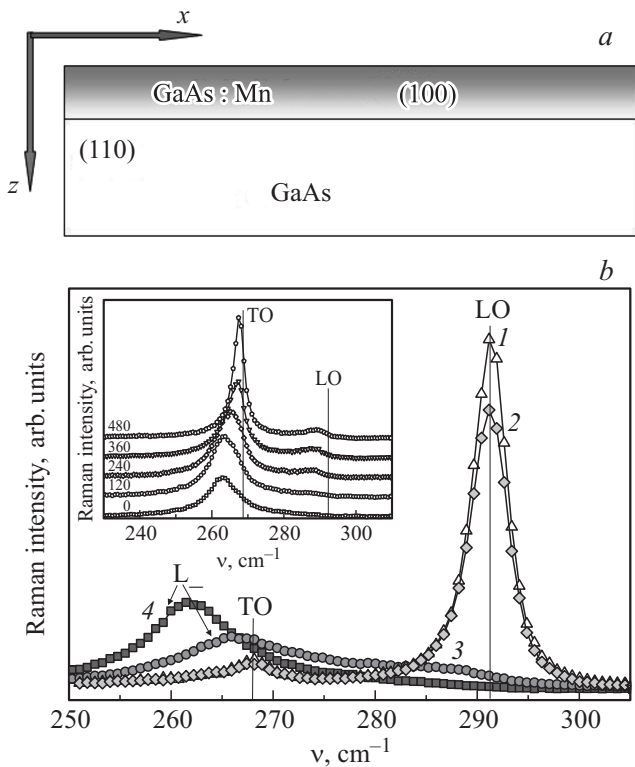 x
a
GaAs : Mn (100)
(110)
z
GaAs
b
Raman intensity, arb. units
Raman intensity, arb. units
TO
LO
480
360
240
120
0
240 260 280 300
ν, cm–1
LO
1
2
3
4
L–
TO
250 260 270 280 290 300
ν, cm–1